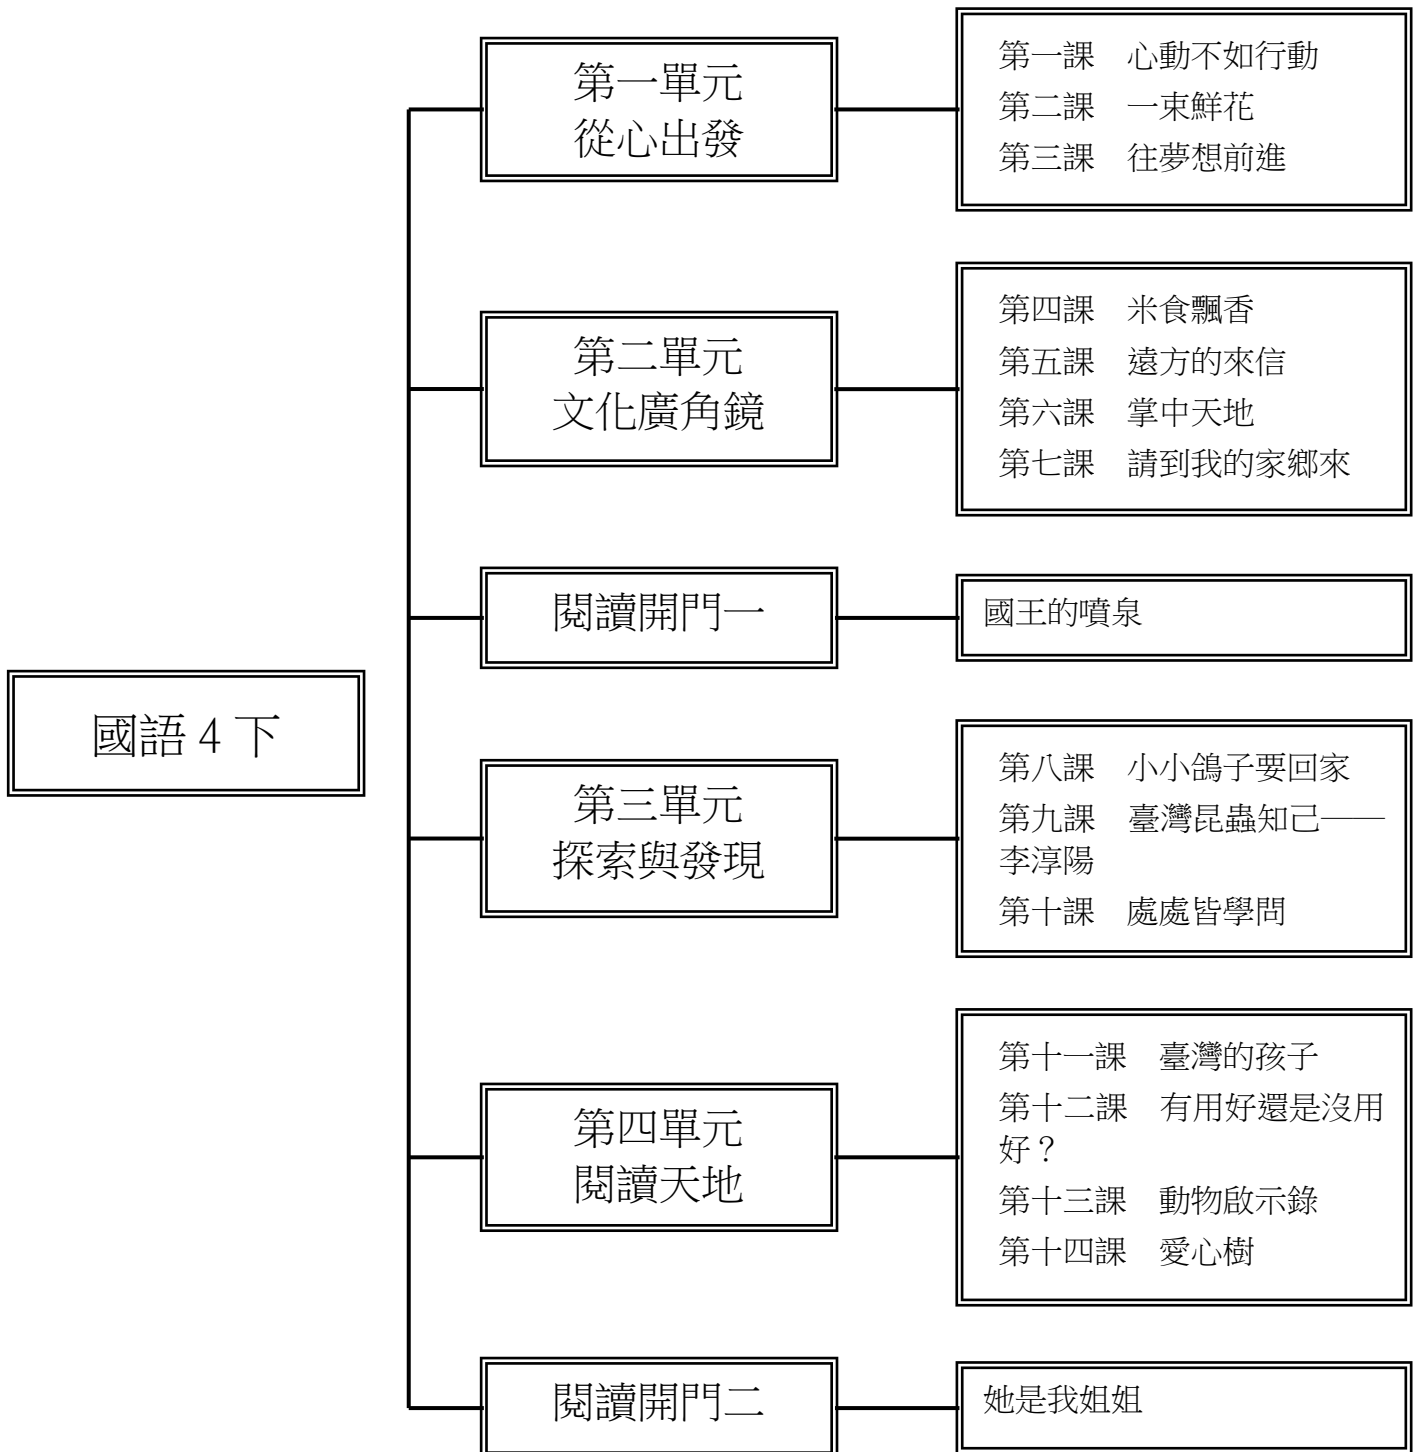 國語4下
第一單元
從心出發
第一課　心動不如行動
第二課　一束鮮花
第三課　往夢想前進
第二單元
文化廣角鏡
第四課　米食飄香
第五課　遠方的來信
第六課　掌中天地
第七課　請到我的家鄉來
閱讀開門一
國王的噴泉
第三單元
探索與發現
第八課　小小鴿子要回家
第九課　臺灣昆蟲知己——
李淳陽
第十課　處處皆學問
第四單元
閱讀天地
第十一課　臺灣的孩子
第十二課　有用好還是沒用
好？
第十三課　動物啟示錄
第十四課　愛心樹
閱讀開門二
她是我姐姐